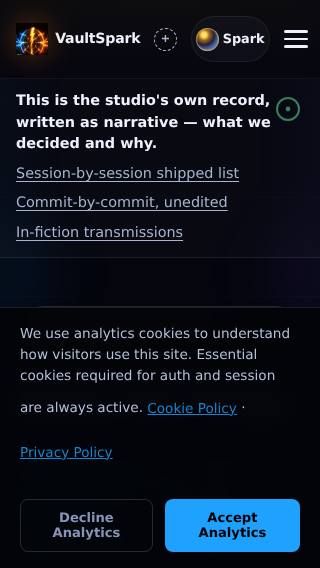 VaultSpark
+
Spark
This is the studio's own record,
written as narrative — what we
decided and why.
Session-by-session shipped list
Commit-by-commit, unedited
In-fiction transmissions
We use analytics cookies to understand
how visitors use this site. Essential
cookies required for auth and session
are always active. Cookie Policy ·
Privacy Policy
Decline
Analytics
Accept
Analytics